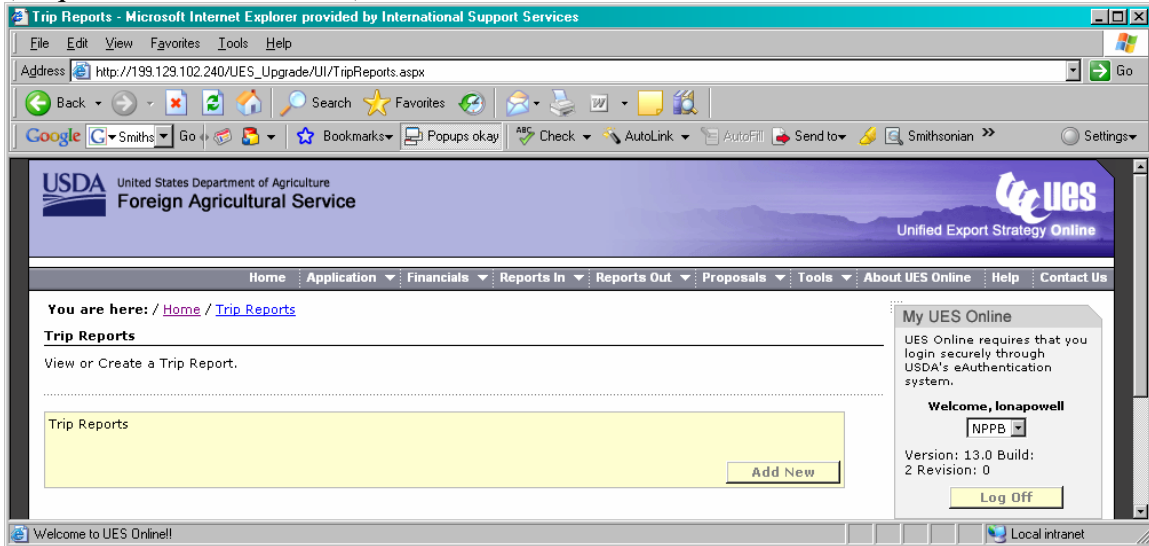 Trip Reports - Microsoft Internet Explorer provided by International Support Services
File Edit View Favorites Tools Help
Address http://199.129.102.240/UES_Upgrade/UI/TripReports.aspx Go
Back Search Favorites
Google G Smiths Go Bookmarks Popups okay ABC Check AutoLink AutoFill Send to Smithsonian » Settings
USDA United States Department of Agriculture
Foreign Agricultural Service
ues
Unified Export Strategy Online
Home Application Financials Reports In Reports Out Proposals Tools About UES Online Help Contact Us
You are here: / Home / Trip Reports
Trip Reports
View or Create a Trip Report.
Trip Reports
Add New
My UES Online
UES Online requires that you
login securely through
USDA's eAuthentication
system.
Welcome, lonapowell
NPPB
Version: 13.0 Build:
2 Revision: 0
Log Off
Welcome to UES Online!! Local intranet